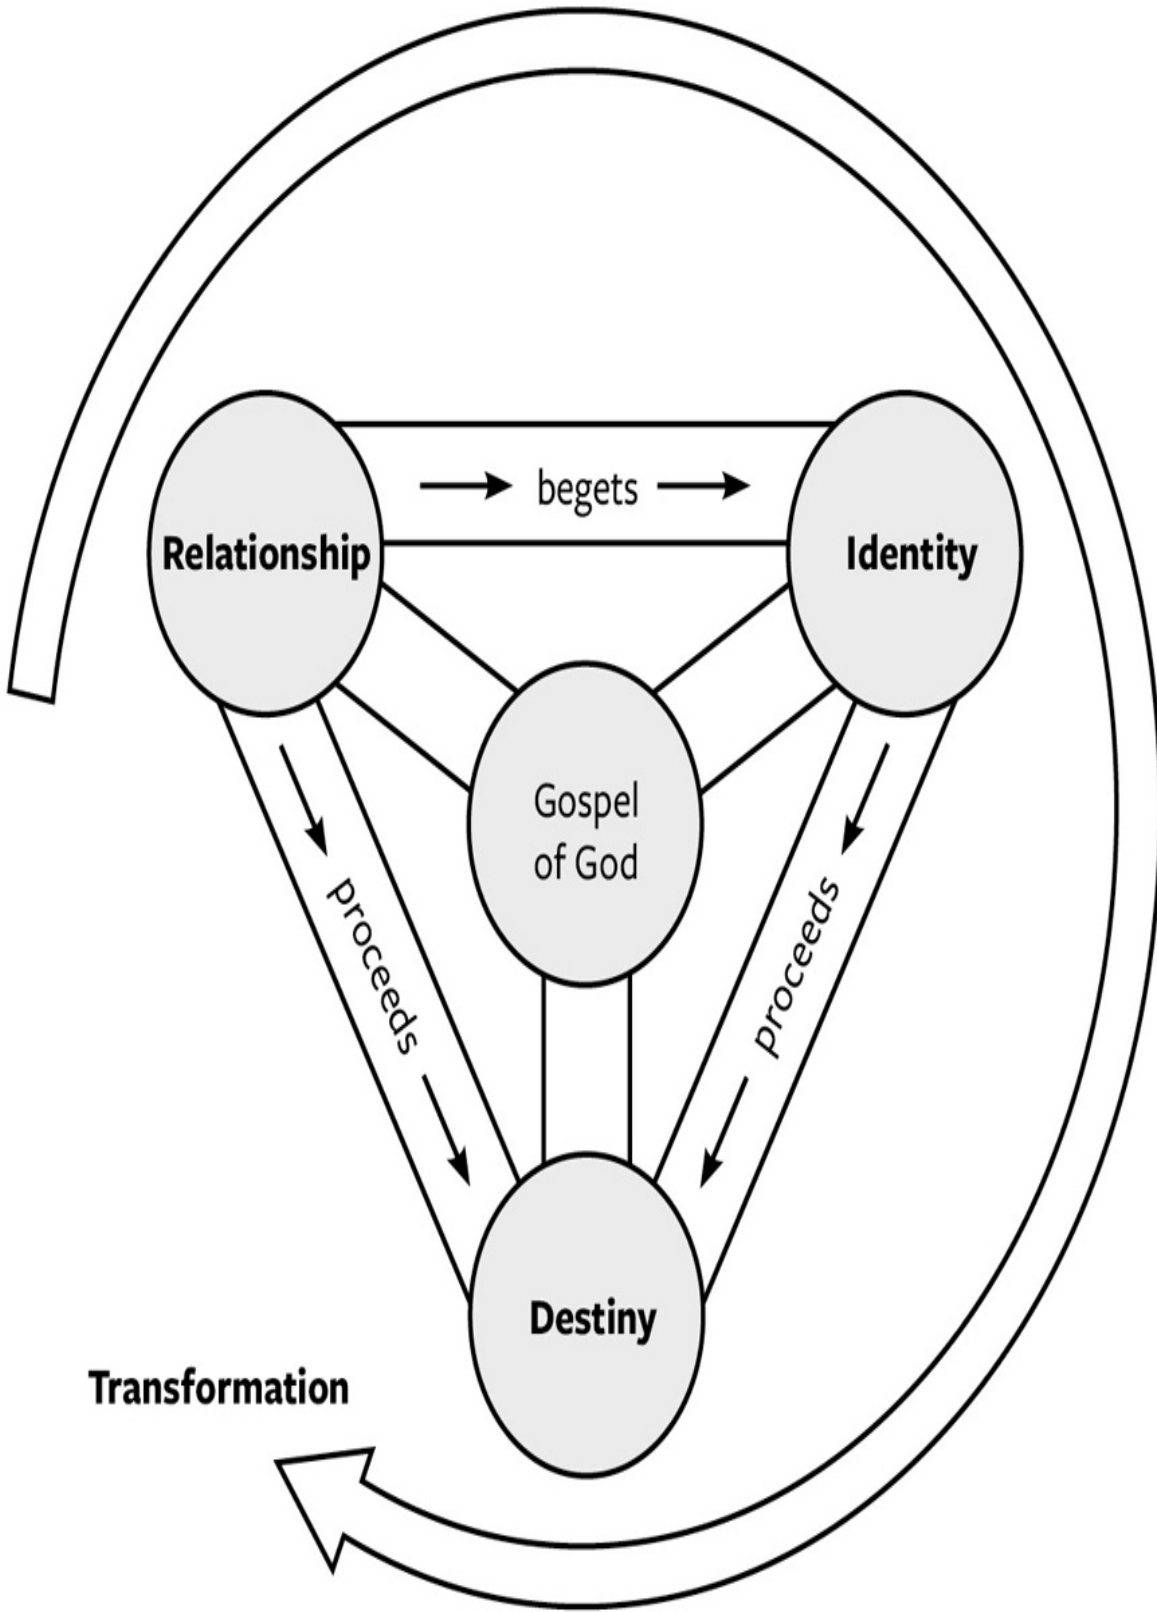 begets
Relationship
Identity
Gospel
of God
proceeds
proceeds
Destiny
Transformation